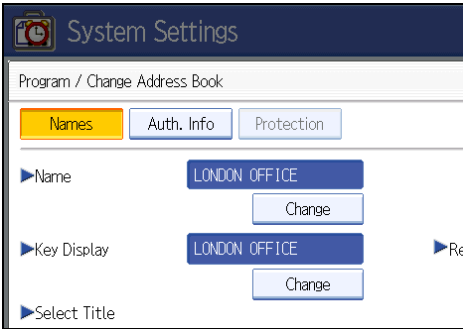 System Settings
Program / Change Address Book
Names Auth. Info Protection
Name LONDON OFFICE
Change
Key Display LONDON OFFICE
Change
Select Title